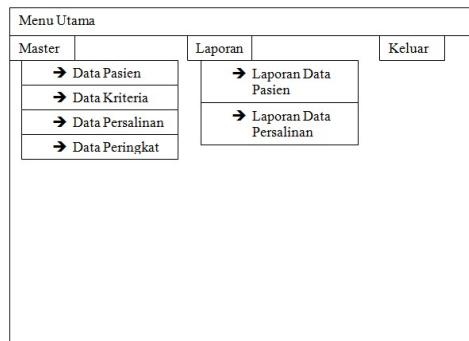 Menu Utama
Master Laporan Keluar
➔ Data Pasien
➔ Data Kriteria
➔ Data Persalinan
➔ Data Peringkat
➔ Laporan Data
Pasien
➔ Laporan Data
Persalinan